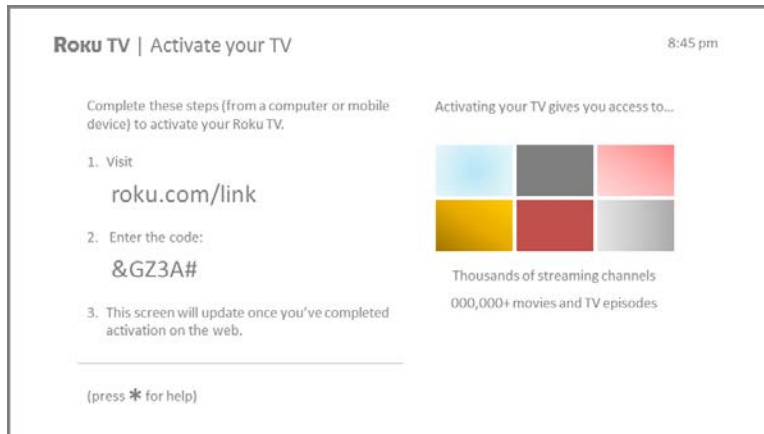 ROKU TV | Activate your TV
8:45 pm
Complete these steps (from a computer or mobile
device) to activate your Roku TV.
1. Visit
roku.com/link
2. Enter the code:
&GZ3A#
3. This screen will update once you’ve completed
activation on the web.
(press * for help)
Activating your TV gives you access to...
Thousands of streaming channels
000,000+ movies and TV episodes